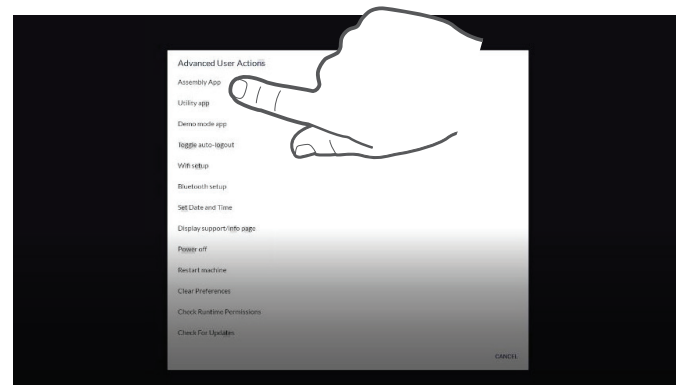 Advanced User Actions
Assembly App
Utility app
Demo mode app
Toggle auto-logout
Wifi setup
Bluetooth setup
Set Date and Time
Display support/info page
Power off
Restart machine
Clear Preferences
Check Runtime Permissions
Check For Updates
CANCEL